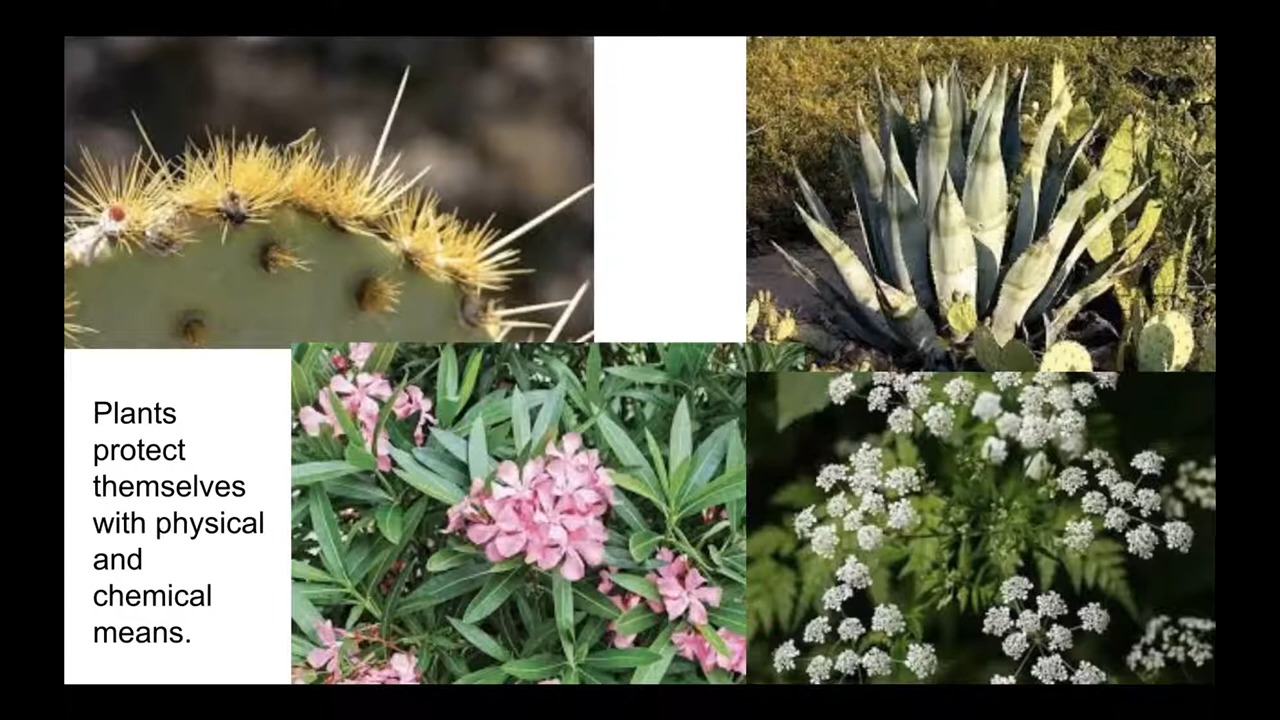 Plants
protect
themselves
with physical
and
chemical
means.